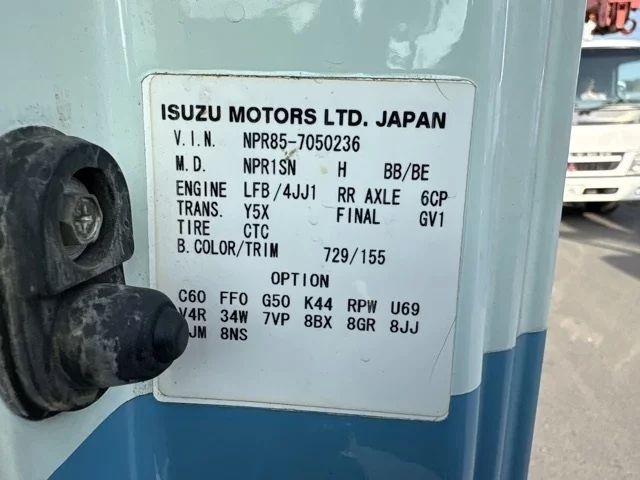 ISUZU MOTORS LTD. JAPAN
V.I.N. NPR85-7050236
M.D. NPR1SN H BB/BE
ENGINE LFB/4JJ1 RR AXLE 6CP
TRANS. Y5X FINAL GV1
TIRE CTC
B.COLOR/TRIM 729/155
OPTION
C60 FF0 G50 K44 RPW U69
V4R 34W 7VP 8BX 8GR 8JJ
8NS